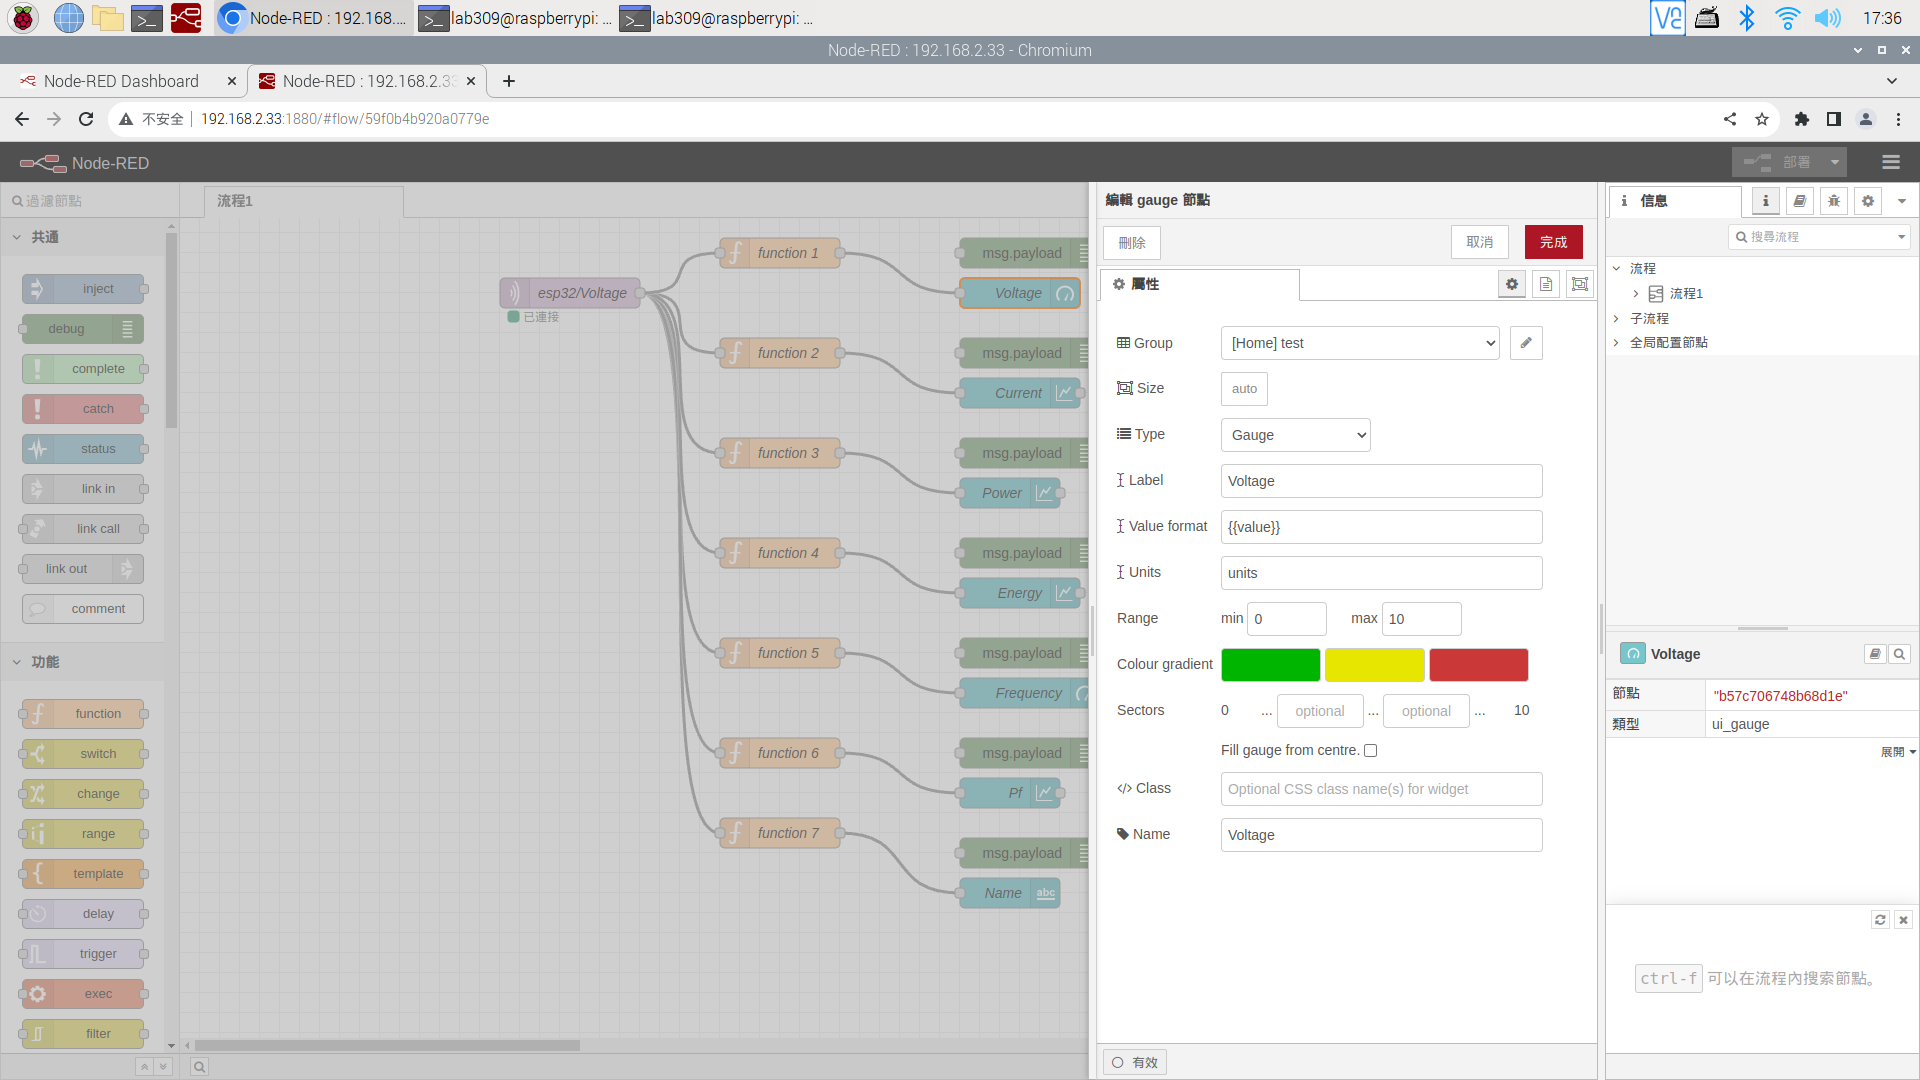 Node-RED : 192.168....
lab309@raspberrypi: ...
lab309@raspberrypi: ...
17:36
Node-RED : 192.168.2.33 - Chromium
Node-RED Dashboard
Node-RED : 192.168.2.33
不安全
192.168.2.33:1880/#flow/59f0b4b920a0779e
Node-RED
部署
過濾節點
共通
inject
debug
complete
catch
status
link in
link call
link out
comment
功能
function
switch
change
range
template
delay
trigger
exec
filter
流程1
esp32/Voltage
已連接
function 1
msg.payload
Voltage
function 2
msg.payload
Current
function 3
msg.payload
Power
function 4
msg.payload
Energy
function 5
msg.payload
Frequency
function 6
msg.payload
Pf
function 7
msg.payload
Name
abc
編輯 gauge 節點
刪除
取消
完成
屬性
Group
[Home] test
Size
auto
Type
Gauge
Label
Voltage
Value format
{{value}}
Units
units
Range
min 0
max 10
Colour gradient
Sectors
0 ... optional ... optional ... 10
Fill gauge from centre.
</> Class
Optional CSS class name(s) for widget
Name
Voltage
有效
信息
搜尋流程
流程
流程1
子流程
全局配置節點
Voltage
節點
"b57c706748b68d1e"
類型
ui_gauge
展開
ctrl-f 可以在流程內搜索節點。